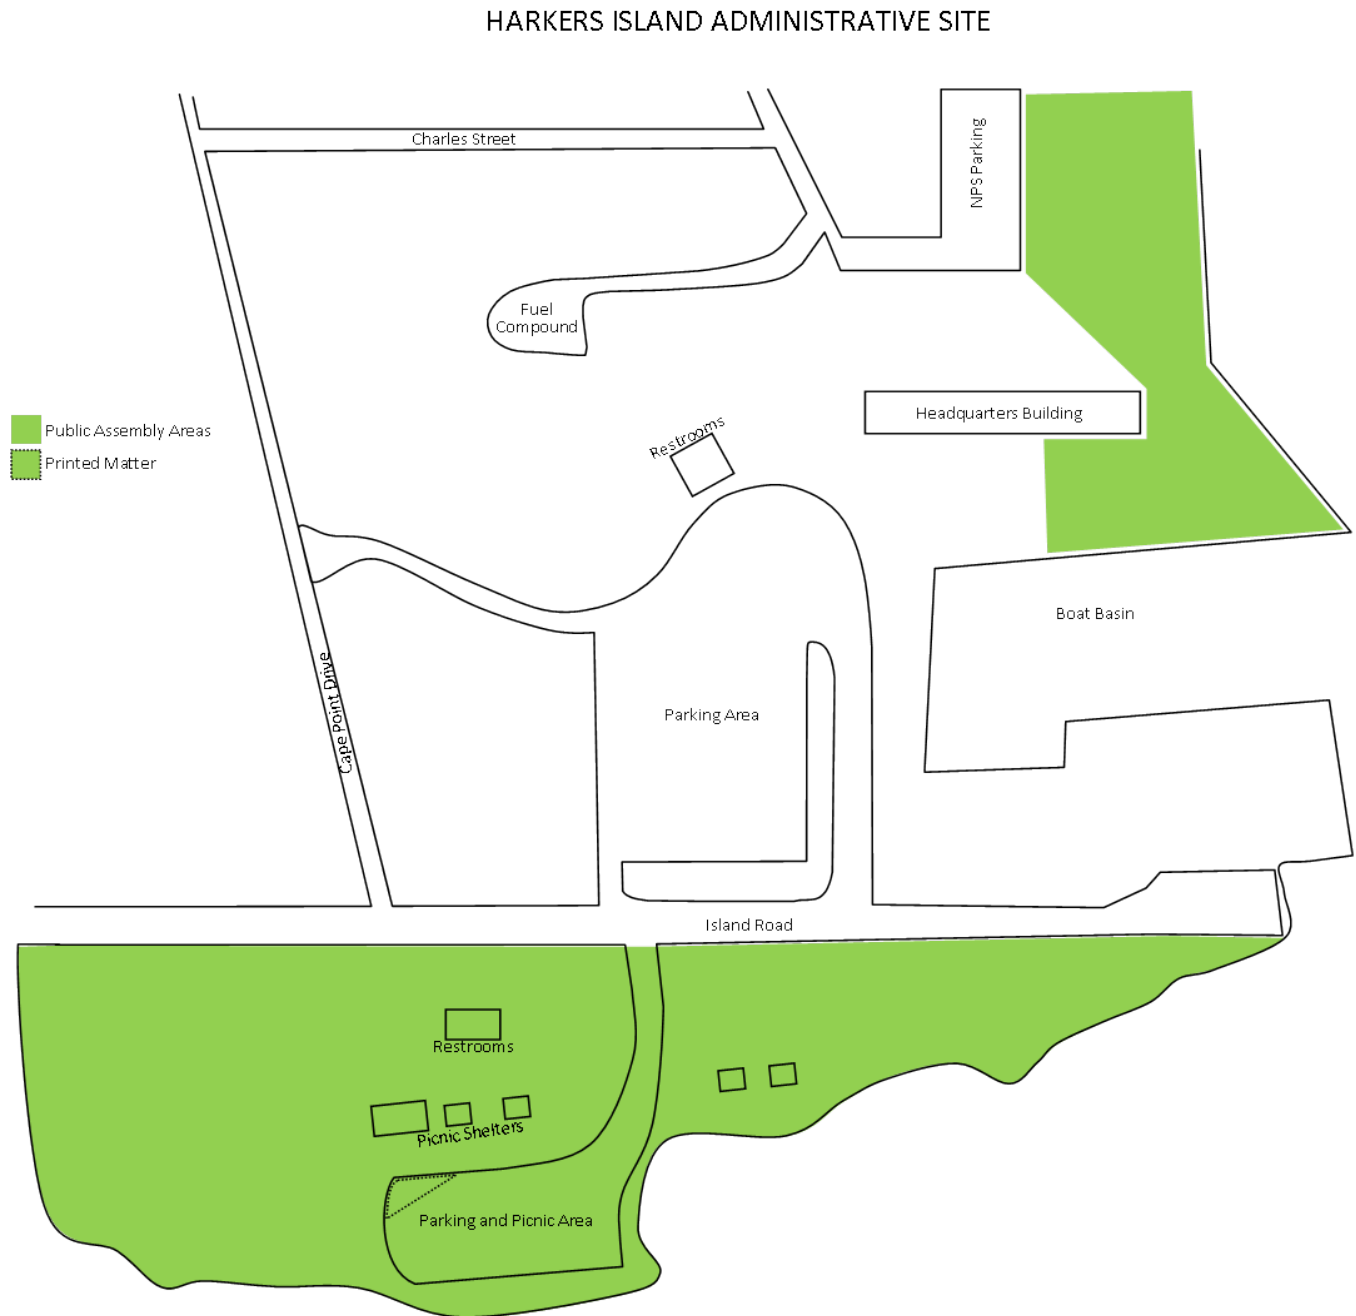 HARKERS ISLAND ADMINISTRATIVE SITE
Charles Street
NPS Parking
Fuel
Compound
Headquarters Building
Restrooms
Public Assembly Areas
Printed Matter
Boat Basin
Cape Point Drive
Parking Area
Island Road
Restrooms
Picnic Shelters
Parking and Picnic Area